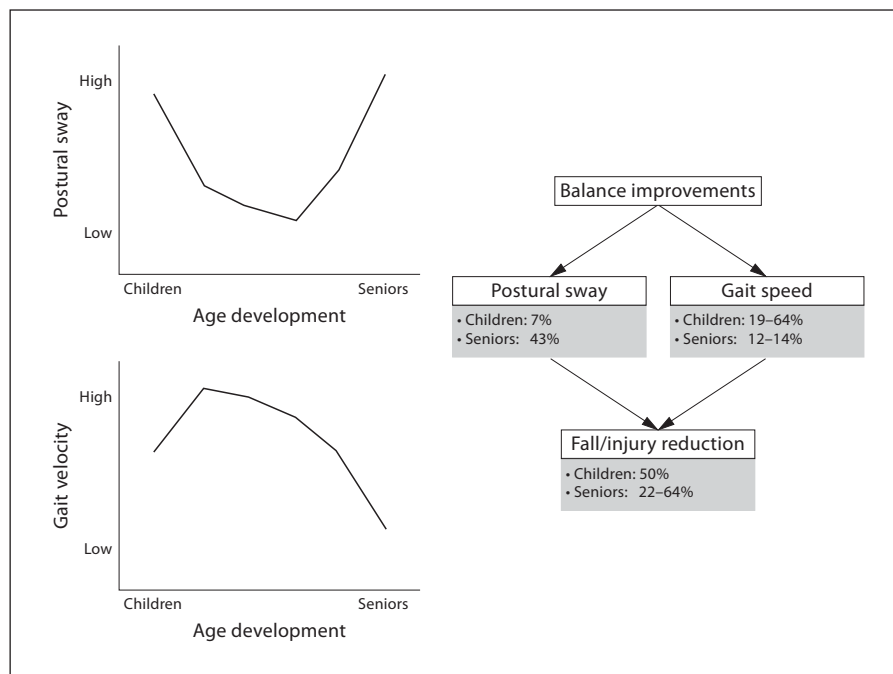 High
Postural sway
Low
Children
Seniors
Age development
High
Gait velocity
Low
Children
Seniors
Age development
Balance improvements
Postural sway
• Children: 7%
• Seniors: 43%
Gait speed
• Children: 19–64%
• Seniors: 12–14%
Fall/injury reduction
• Children: 50%
• Seniors: 22–64%